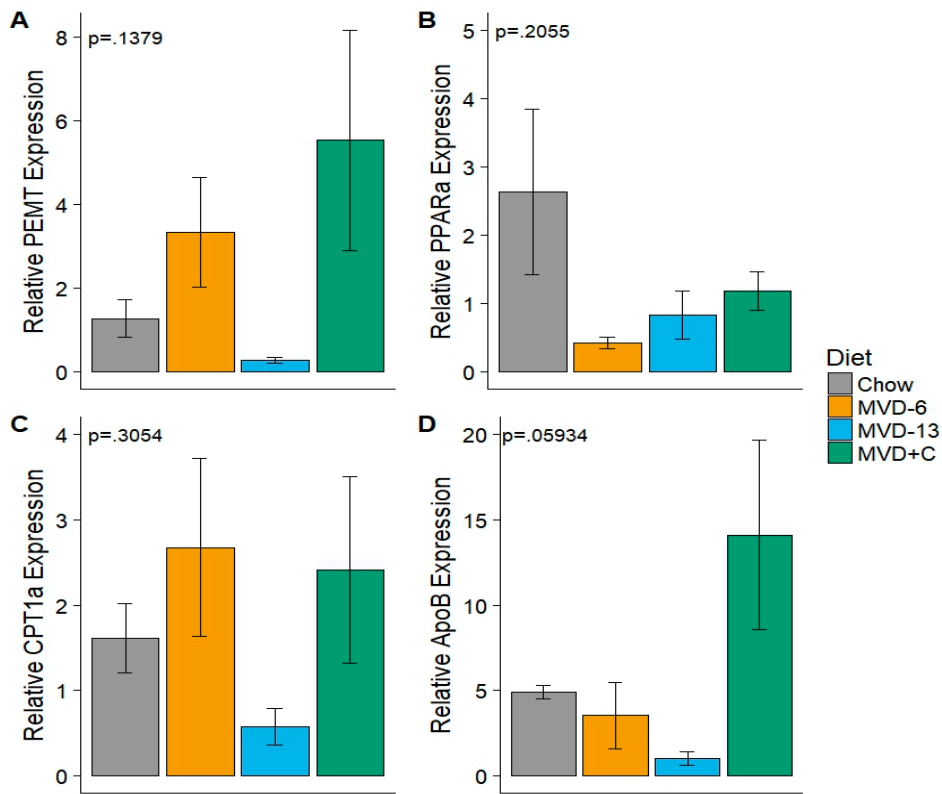 A
p=.1379
Relative PEMT Expression
8
6
4
2
0
B
p=.2055
Relative PPARa Expression
5
4
3
2
1
0
C
p=.3054
Relative CPT1a Expression
4
3
2
1
0
D
p=.05934
Relative ApoB Expression
20
15
10
5
0
Diet
Chow
MVD-6
MVD-13
MVD+C